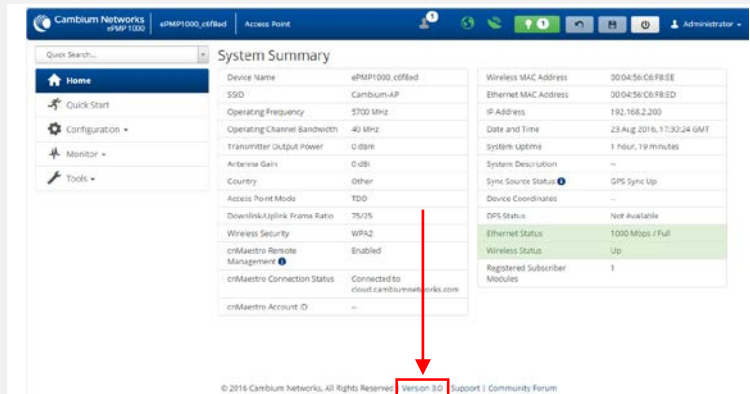 Cambium Networks
ePMP 1000
ePMP1000_c6f8ed
Access Point
1
1
Administrator
Quick Search...
Home
Quick Start
Configuration
Monitor
Tools
System Summary
Device Name ePMP1000_c6f8ed
SSID Cambium-AP
Operating Frequency 5700 MHz
Operating Channel Bandwidth 40 MHz
Transmitter Output Power 0 dBm
Antenna Gain 0 dBi
Country Other
Access Point Mode TDD
Downlink/Uplink Frame Ratio 75/25
Wireless Security WPA2
cnMaestro Remote
Management Enabled
cnMaestro Connection Status Connected to
cloud.cambiumnetworks.com
cnMaestro Account ID --
Wireless MAC Address 00:04:56:C6:F8:EE
Ethernet MAC Address 00:04:56:C6:F8:ED
IP Address 192.168.2.200
Date and Time 23 Aug 2016, 17:30:24 GMT
System Uptime 1 hour, 19 minutes
System Description --
Sync Source Status GPS Sync Up
Device Coordinates --
DFS Status Not Available
Ethernet Status 1000 Mbps / Full
Wireless Status Up
Registered Subscriber
Modules 1
© 2016 Cambium Networks, All Rights Reserved | Version 3.0 | Support | Community Forum